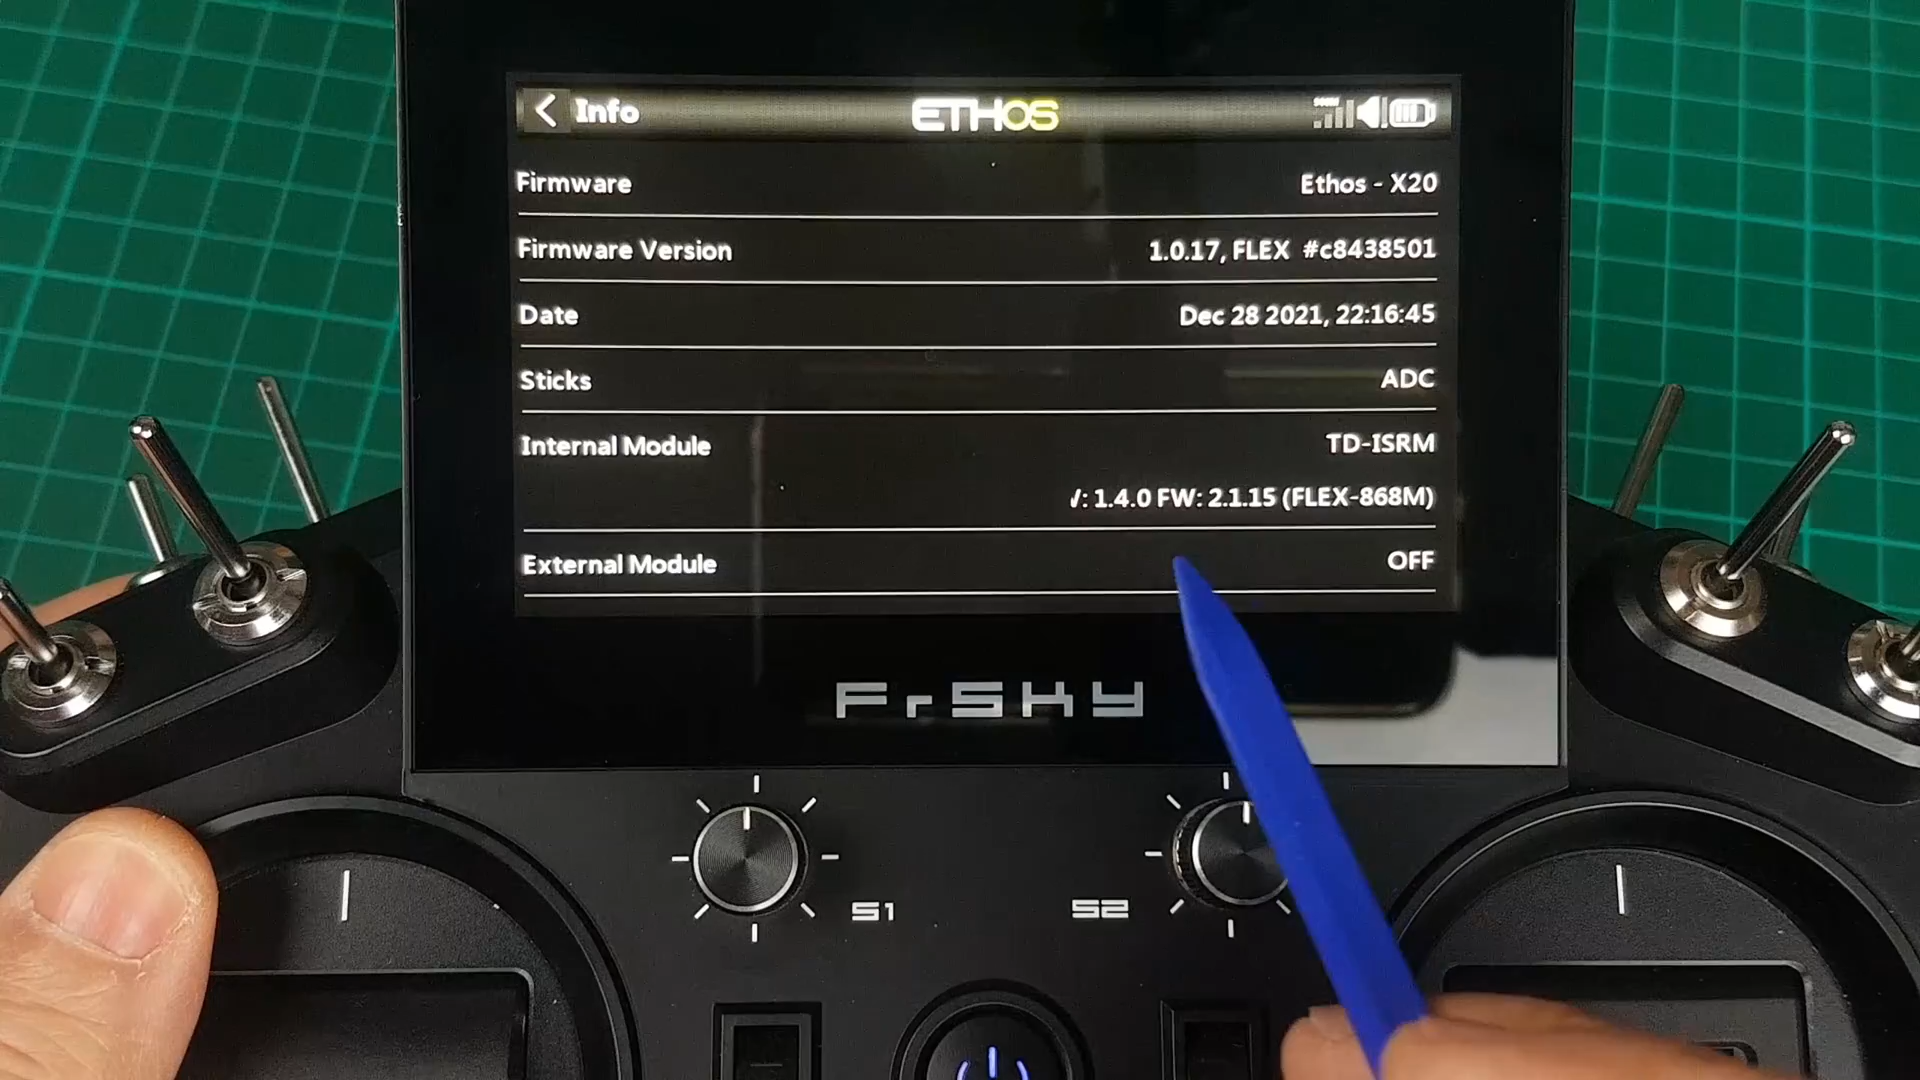 Info
ETHOS
Firmware Ethos - X20
Firmware Version 1.0.17, FLEX #c8438501
Date Dec 28 2021, 22:16:45
Sticks ADC
Internal Module TD-ISRM
: 1.4.0 FW: 2.1.15 (FLEX-868M)
External Module OFF
FrSKY
S1 S2